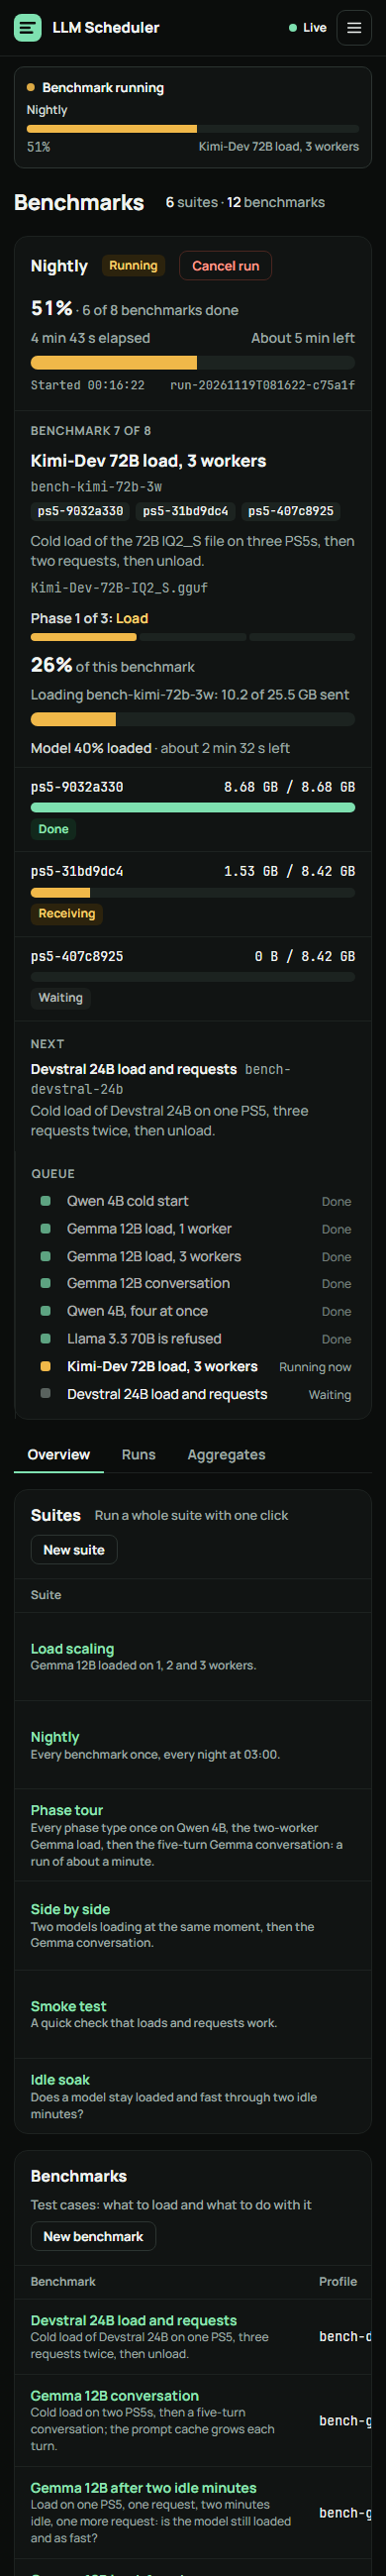 LLM Scheduler
Live
Benchmark running
Nightly
51%
Kimi-Dev 72B load, 3 workers
Benchmarks
6 suites · 12 benchmarks
Nightly
Running
Cancel run
51% · 6 of 8 benchmarks done
4 min 43 s elapsed
About 5 min left
Started 00:16:22
run-20261119T081622-c75a1f
BENCHMARK 7 OF 8
Kimi-Dev 72B load, 3 workers
bench-kimi-72b-3w
ps5-9032a330
ps5-31bd9dc4
ps5-407c8925
Cold load of the 72B IQ2_S file on three PS5s, then
two requests, then unload.
Kimi-Dev-72B-IQ2_S.gguf
Phase 1 of 3: Load
26% of this benchmark
Loading bench-kimi-72b-3w: 10.2 of 25.5 GB sent
Model 40% loaded · about 2 min 32 s left
ps5-9032a330
8.68 GB / 8.68 GB
Done
ps5-31bd9dc4
1.53 GB / 8.42 GB
Receiving
ps5-407c8925
0 B / 8.42 GB
Waiting
NEXT
Devstral 24B load and requests bench-
devstral-24b
Cold load of Devstral 24B on one PS5, three
requests twice, then unload.
QUEUE
Qwen 4B cold start
Done
Gemma 12B load, 1 worker
Done
Gemma 12B load, 3 workers
Done
Gemma 12B conversation
Done
Qwen 4B, four at once
Done
Llama 3.3 70B is refused
Done
Kimi-Dev 72B load, 3 workers
Running now
Devstral 24B load and requests
Waiting
Overview
Runs
Aggregates
Suites
Run a whole suite with one click
New suite
Suite
Load scaling
Gemma 12B loaded on 1, 2 and 3 workers.
Nightly
Every benchmark once, every night at 03:00.
Phase tour
Every phase type once on Qwen 4B, the two-worker
Gemma load, then the five-turn Gemma conversation: a
run of about a minute.
Side by side
Two models loading at the same moment, then the
Gemma conversation.
Smoke test
A quick check that loads and requests work.
Idle soak
Does a model stay loaded and fast through two idle
minutes?
Benchmarks
Test cases: what to load and what to do with it
New benchmark
Benchmark
Profile
Devstral 24B load and requests
Cold load of Devstral 24B on one PS5, three
requests twice, then unload.
bench-d
Gemma 12B conversation
Cold load on two PS5s, then a five-turn
conversation; the prompt cache grows each
turn.
bench-g
Gemma 12B after two idle minutes
Load on one PS5, one request, two minutes
idle, one more request: is the model still loaded
and as fast?
bench-g